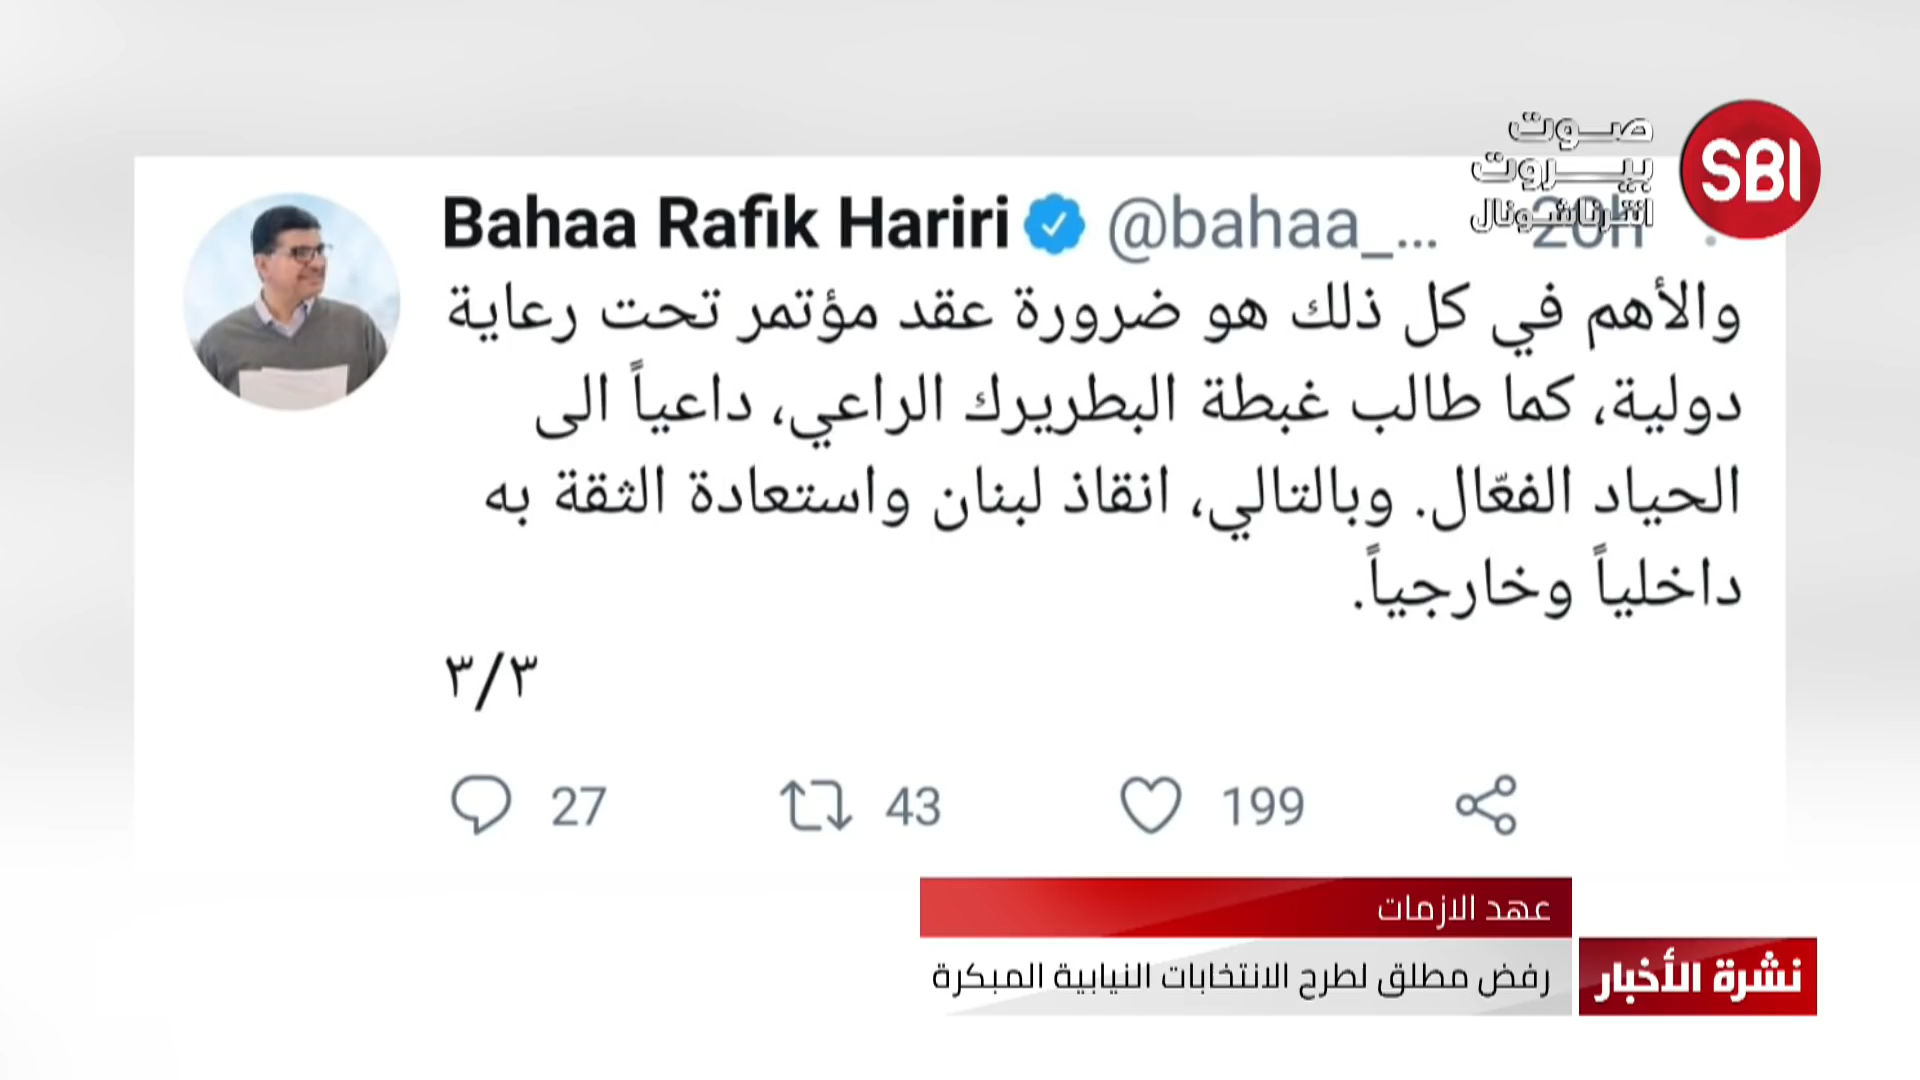 صوت
بيروت
انترناشونال
SBI
Bahaa Rafik Hariri @bahaa_... 20h
والأهم في كل ذلك هو ضرورة عقد مؤتمر تحت رعاية
دولية، كما طالب غبطة البطريرك الراعي، داعياً الى
الحياد الفعّال. وبالتالي، انقاذ لبنان واستعادة الثقة به
داخلياً وخارجياً.
٣/٣
27 43 199
عهد الازمات
رفض مطلق لطرح الانتخابات النيابية المبكرة
نشرة الأخبار